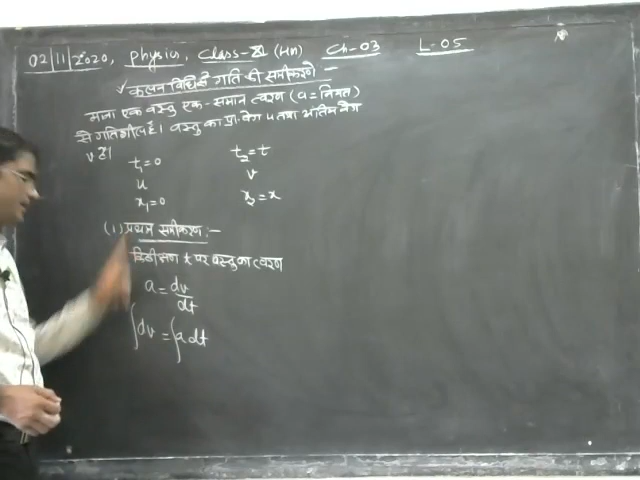 02/11/2020, Physics, Class-XI (Hn) Ch-03 L-05
✓ कलन विधि से गति की समीकरणे :-
माना एक वस्तु एक-समान त्वरण (a = नियत)
से गतिशील है। वस्तु का प्रा. वेग u तथा अंतिम वेग
v है।
t₁=0 t₂=t
u v
x₁=0 x₂=x
(1) प्रथम समीकरण :-
किसी क्षण t पर वस्तु का त्वरण
a = dv/dt
∫dv = ∫a dt